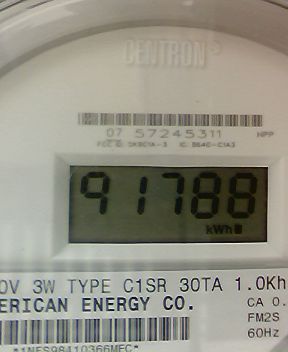 CENTRON
07 57245311 HPP
91788
kWh
0V 3W TYPE C1SR 30TA 1.0Kh
ERICAN ENERGY CO. CA 0.
FM2S
60Hz